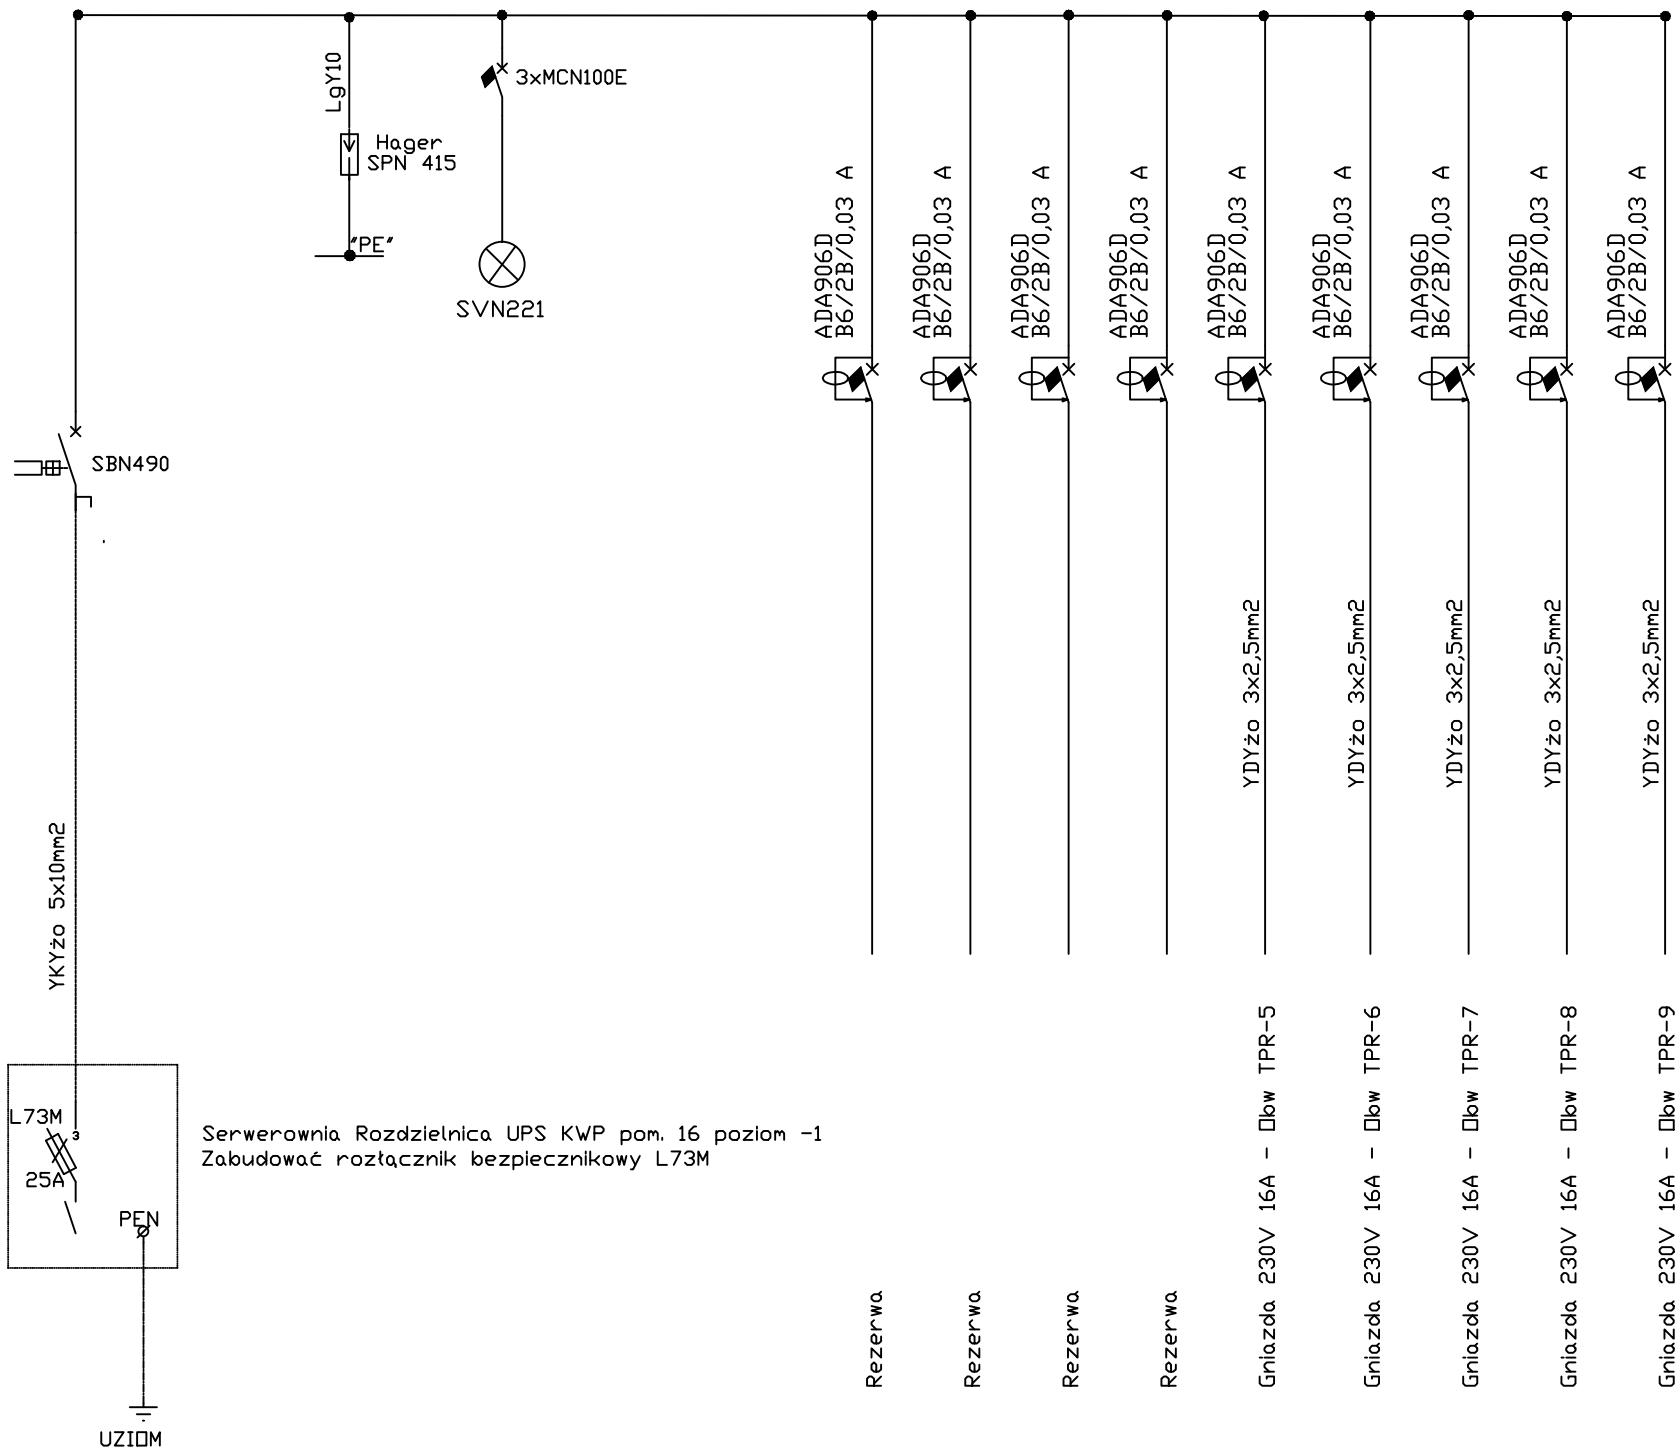 LgY10
3xMCN100E
Hager
SPN 415
"PE"
SVN221
ADA906D
B6/2B/0,03 A
ADA906D
B6/2B/0,03 A
ADA906D
B6/2B/0,03 A
ADA906D
B6/2B/0,03 A
ADA906D
B6/2B/0,03 A
ADA906D
B6/2B/0,03 A
ADA906D
B6/2B/0,03 A
ADA906D
B6/2B/0,03 A
ADA906D
B6/2B/0,03 A
SBN490
YDYżo 3x2,5mm2
YDYżo 3x2,5mm2
YDYżo 3x2,5mm2
YDYżo 3x2,5mm2
YDYżo 3x2,5mm2
YKYżo 5x10mm2
L73M
3
25A
PEN
Serwerownia Rozdzielnica UPS KWP pom. 16 poziom -1
Zabudować rozłącznik bezpiecznikowy L73M
Rezerwa
Rezerwa
Rezerwa
Rezerwa
Gniazda 230V 16A - Obw TPR-5
Gniazda 230V 16A - Obw TPR-6
Gniazda 230V 16A - Obw TPR-7
Gniazda 230V 16A - Obw TPR-8
Gniazda 230V 16A - Obw TPR-9
UZIOM